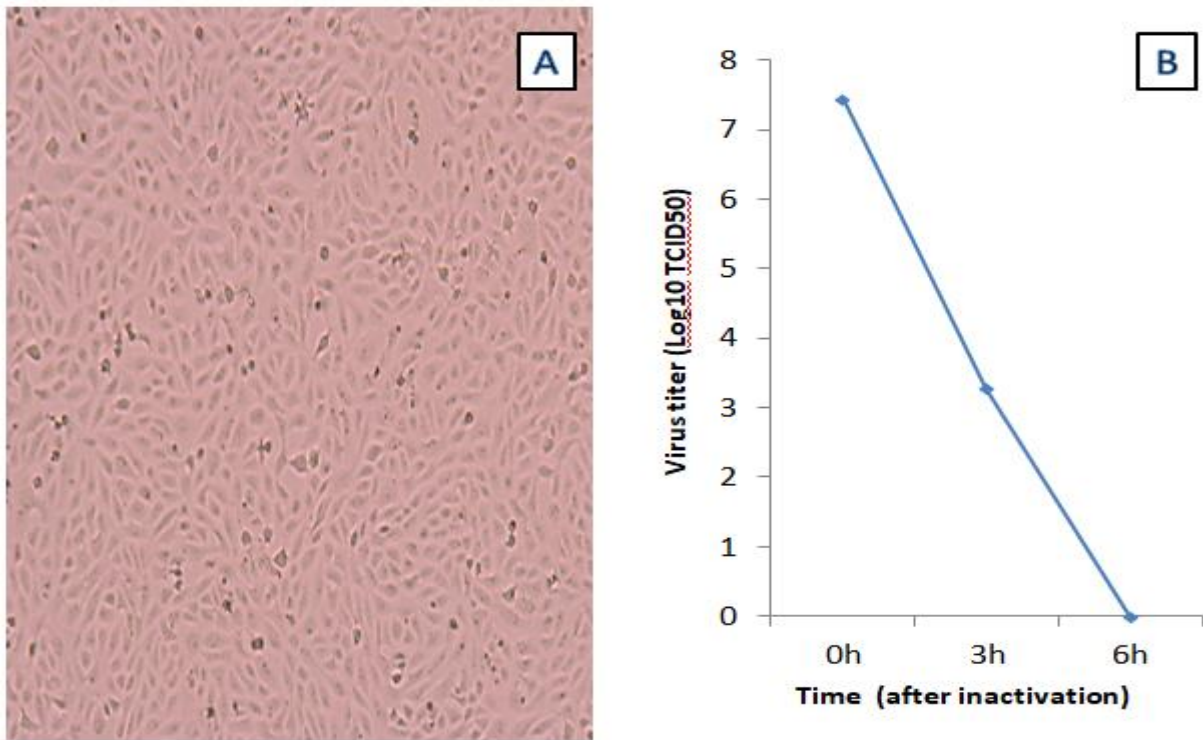 A
B
8
7
6
5
4
3
2
1
0
Virus titer (Log10 TCID50)
0h 3h 6h
Time (after inactivation)